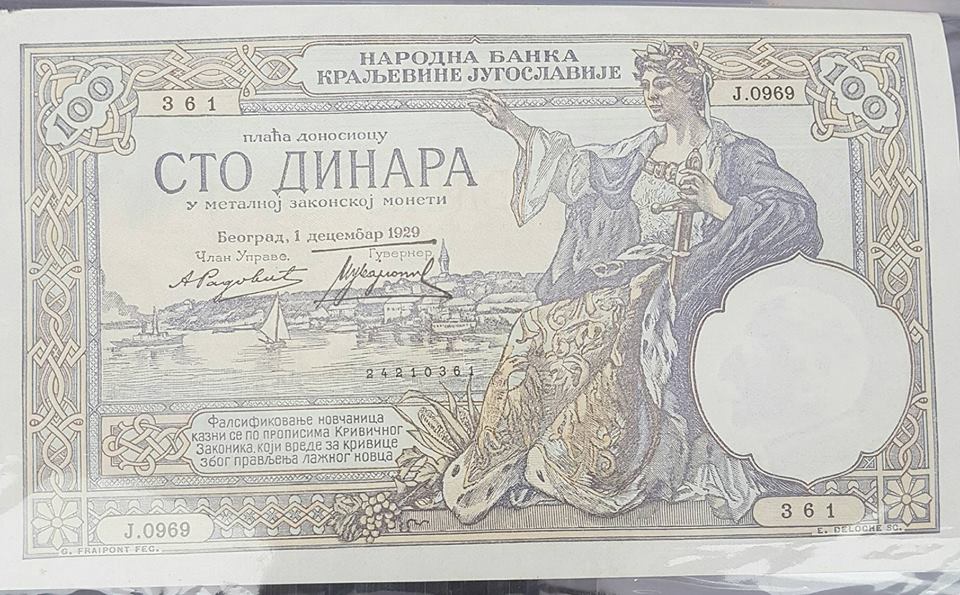 НАРОДНА БАНКА
КРАЉЕВИНЕ ЈУГОСЛАВИЈЕ
100
100
361
J.0969
плаћа доносиоцу
СТО ДИНАРА
у металној законској монети
Београд, 1 децембар 1929
Члан Управе,
Гувернер,
24210361
Фалсификовање новчаница
казни се по прописима Кривичног
Законика, који вреде за кривице
због прављења лажног новца
J.0969
361
G. FRAIPONT FEC.
E. DELOCHE SC.